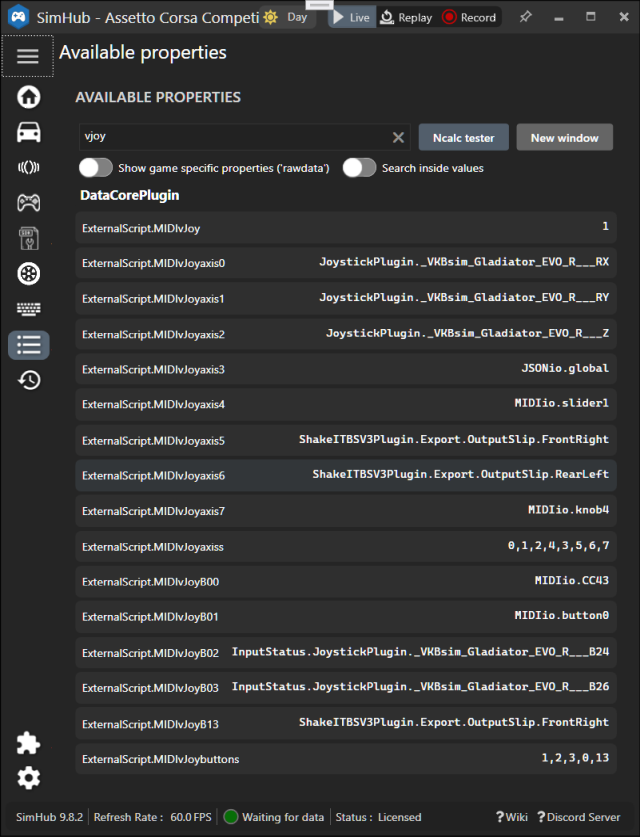 SimHub - Assetto Corsa Competi
Day
Live
Replay
Record
Available properties
AVAILABLE PROPERTIES
vjoy
Ncalc tester
New window
Show game specific properties ('rawdata')
Search inside values
DataCorePlugin
ExternalScript.MIDIvJoy 1
ExternalScript.MIDIvJoyaxis0 JoystickPlugin._VKBsim_Gladiator_EVO_R___RX
ExternalScript.MIDIvJoyaxis1 JoystickPlugin._VKBsim_Gladiator_EVO_R___RY
ExternalScript.MIDIvJoyaxis2 JoystickPlugin._VKBsim_Gladiator_EVO_R___Z
ExternalScript.MIDIvJoyaxis3 JSONio.global
ExternalScript.MIDIvJoyaxis4 MIDIio.slider1
ExternalScript.MIDIvJoyaxis5 ShakeITBSV3Plugin.Export.OutputSlip.FrontRight
ExternalScript.MIDIvJoyaxis6 ShakeITBSV3Plugin.Export.OutputSlip.RearLeft
ExternalScript.MIDIvJoyaxis7 MIDIio.knob4
ExternalScript.MIDIvJoyaxiss 0,1,2,4,3,5,6,7
ExternalScript.MIDIvJoyB00 MIDIio.CC43
ExternalScript.MIDIvJoyB01 MIDIio.button0
ExternalScript.MIDIvJoyB02 InputStatus.JoystickPlugin._VKBsim_Gladiator_EVO_R___B24
ExternalScript.MIDIvJoyB03 InputStatus.JoystickPlugin._VKBsim_Gladiator_EVO_R___B26
ExternalScript.MIDIvJoyB13 ShakeITBSV3Plugin.Export.OutputSlip.FrontRight
ExternalScript.MIDIvJoybuttons 1,2,3,0,13
SimHub 9.8.2 Refresh Rate : 60.0 FPS Waiting for data Status : Licensed ?Wiki ?Discord Server